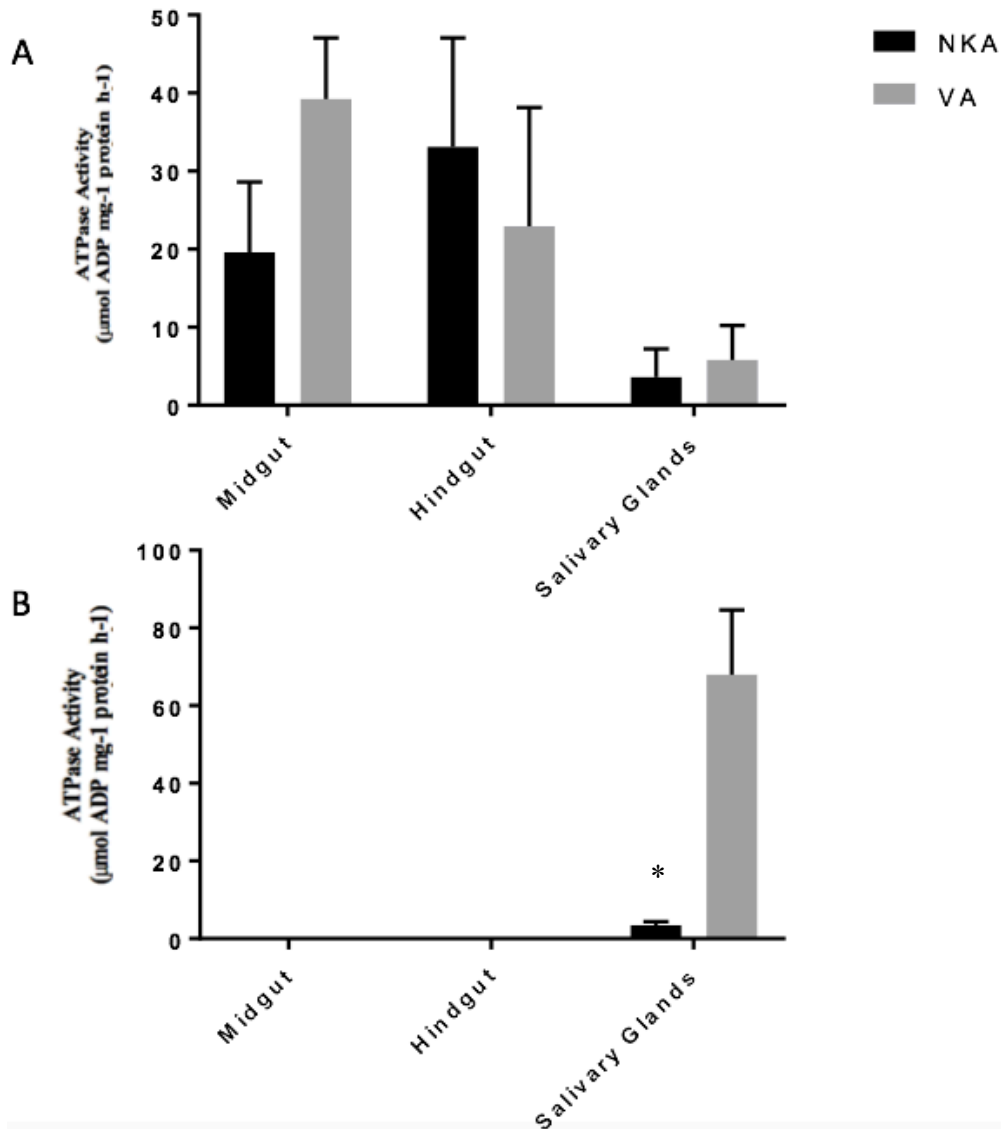 A
NKA
VA
ATPase Activity
(µmol ADP mg-1 protein h-1)
50
40
30
20
10
0
Midgut
Hindgut
Salivary Glands
B
ATPase Activity
(µmol ADP mg-1 protein h-1)
100
80
60
40
20
0
*
Midgut
Hindgut
Salivary Glands